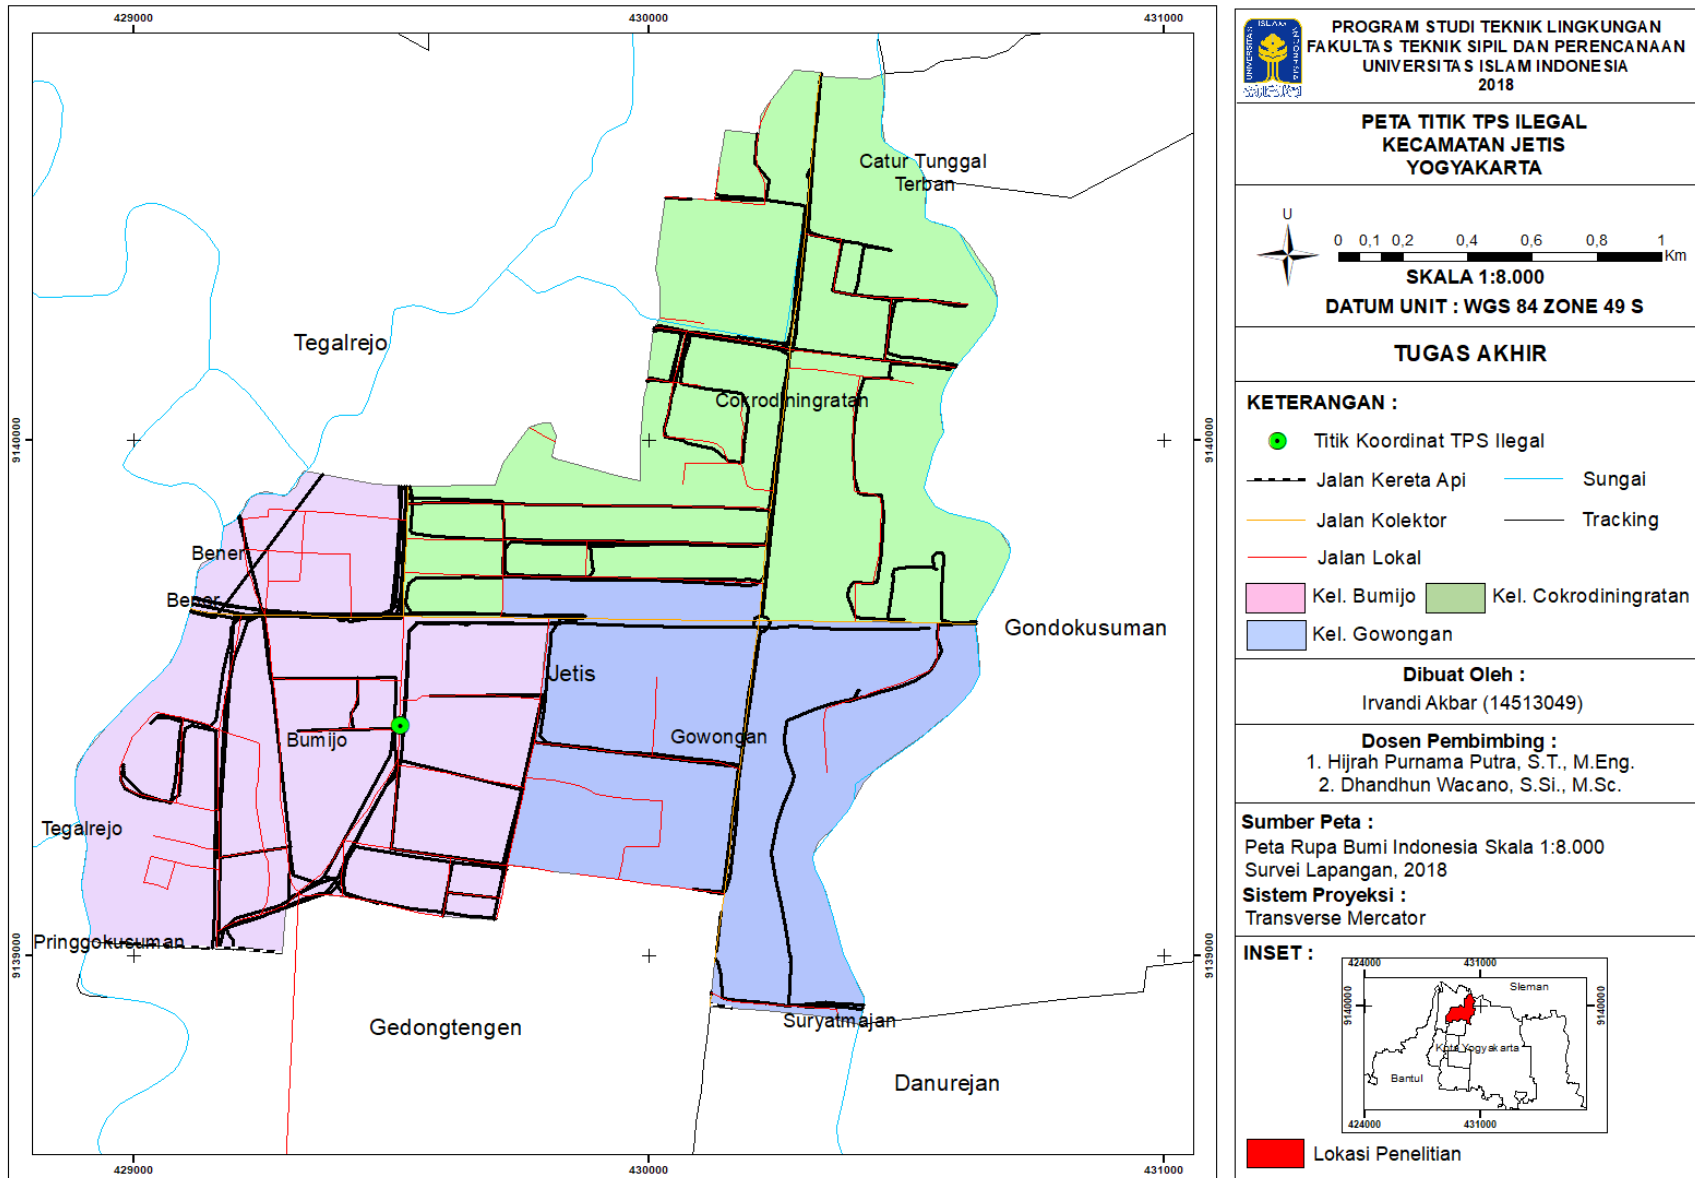 429000
430000
431000
9140000
9139000
9140000
9139000
429000
430000
431000
Catur Tunggal
Terban
Tegalrejo
Cokrodiningratan
Bener
Bener
Gondokusuman
Jetis
Bumijo
Gowongan
Tegalrejo
Pringgokusuman
Gedongtengen
Suryatmajan
Danurejan
UNIVERSITAS
ISLAM
INDONESIA
PROGRAM STUDI TEKNIK LINGKUNGAN
FAKULTAS TEKNIK SIPIL DAN PERENCANAAN
UNIVERSITAS ISLAM INDONESIA
2018
PETA TITIK TPS ILEGAL
KECAMATAN JETIS
YOGYAKARTA
U
0 0,1 0,2 0,4 0,6 0,8 1
Km
SKALA 1:8.000
DATUM UNIT : WGS 84 ZONE 49 S
TUGAS AKHIR
KETERANGAN :
Titik Koordinat TPS Ilegal
Jalan Kereta Api
Sungai
Jalan Kolektor
Tracking
Jalan Lokal
Kel. Bumijo
Kel. Cokrodiningratan
Kel. Gowongan
Dibuat Oleh :
Irvandi Akbar (14513049)
Dosen Pembimbing :
1. Hijrah Purnama Putra, S.T., M.Eng.
2. Dhandhun Wacano, S.Si., M.Sc.
Sumber Peta :
Peta Rupa Bumi Indonesia Skala 1:8.000
Survei Lapangan, 2018
Sistem Proyeksi :
Transverse Mercator
INSET :
424000
431000
Sleman
9140000
9140000
Kota Yogyakarta
Bantul
424000
431000
Lokasi Penelitian